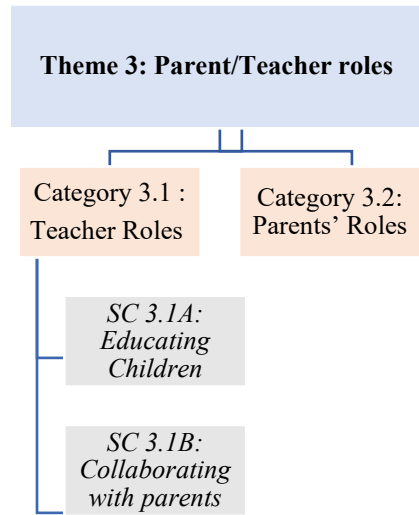 Theme 3: Parent/Teacher roles
Category 3.1 :
Teacher Roles
Category 3.2:
Parents’ Roles
SC 3.1A:
Educating
Children
SC 3.1B:
Collaborating
with parents